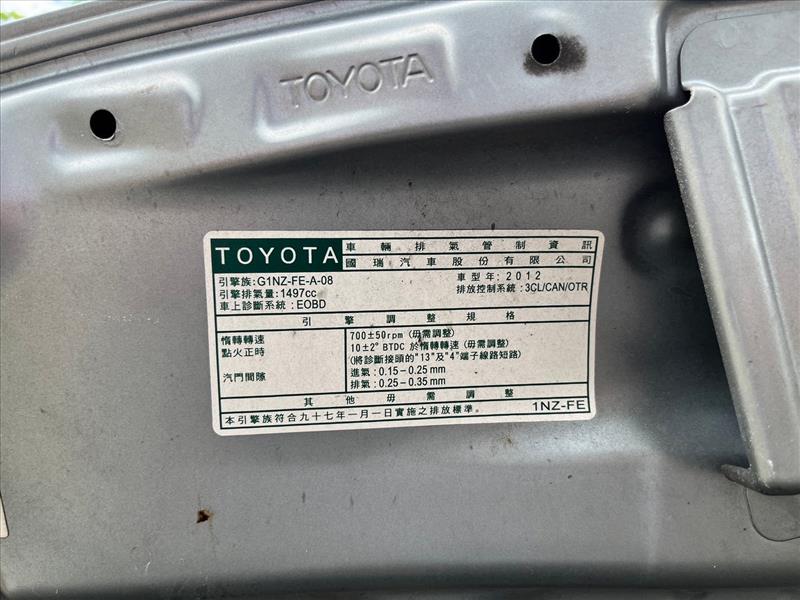 TOYOTA
TOYOTA 車輛排氣管制資訊
國瑞汽車股份有限公司
引擎族:G1NZ-FE-A-08 車型年:2012
引擎排氣量:1497cc 排放控制系統:3CL/CAN/OTR
車上診斷系統:EOBD
引擎調整規格
惰轉轉速 700±50rpm (毋需調整)
點火正時 10±2° BTDC 於惰轉轉速 (毋需調整)
(將診斷接頭的"13"及"4"端子線路短路)
汽門間隙 進氣:0.15-0.25mm
排氣:0.25-0.35mm
其他毋需調整
本引擎族符合九十七年一月一日實施之排放標準。 1NZ-FE